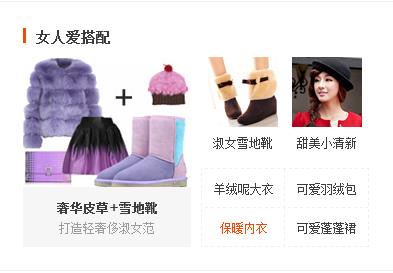 女人爱搭配
+
淑女雪地靴 甜美小清新
羊绒呢大衣 可爱羽绒包
奢华皮草+雪地靴
打造轻奢侈淑女范
保暖内衣 可爱蓬蓬裙